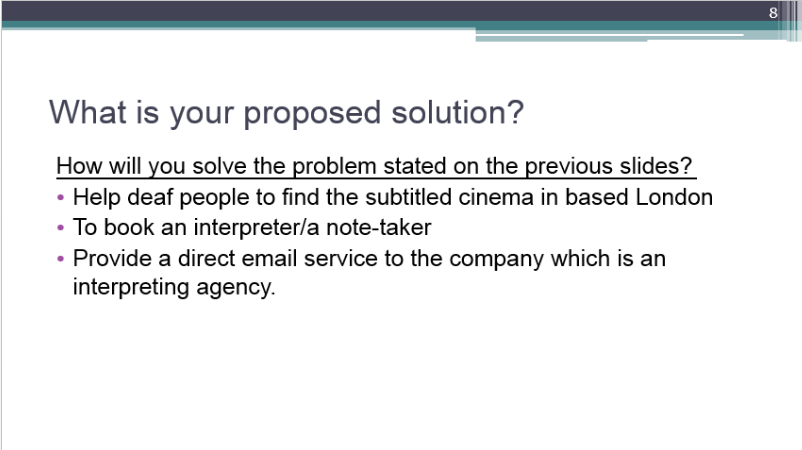 8
What is your proposed solution?
How will you solve the problem stated on the previous slides?
• Help deaf people to find the subtitled cinema in based London
• To book an interpreter/a note-taker
• Provide a direct email service to the company which is an
interpreting agency.